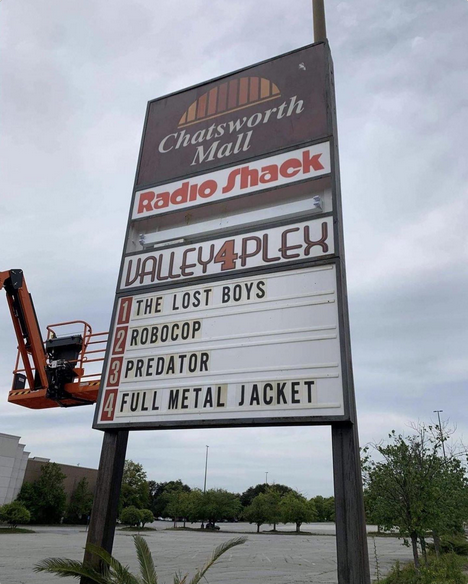 Chatsworth
Mall
Radio Shack
VALLEY4PLEX
1 THE LOST BOYS
2 ROBOCOP
3 PREDATOR
4 FULL METAL JACKET